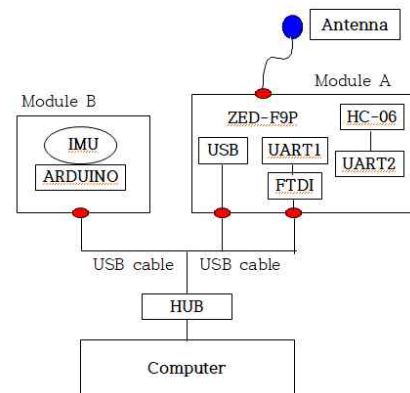 Antenna
Module A
Module B
ZED-F9P
HC-06
IMU
USB
UART1
UART2
ARDUINO
FTDI
USB cable
USB cable
HUB
Computer